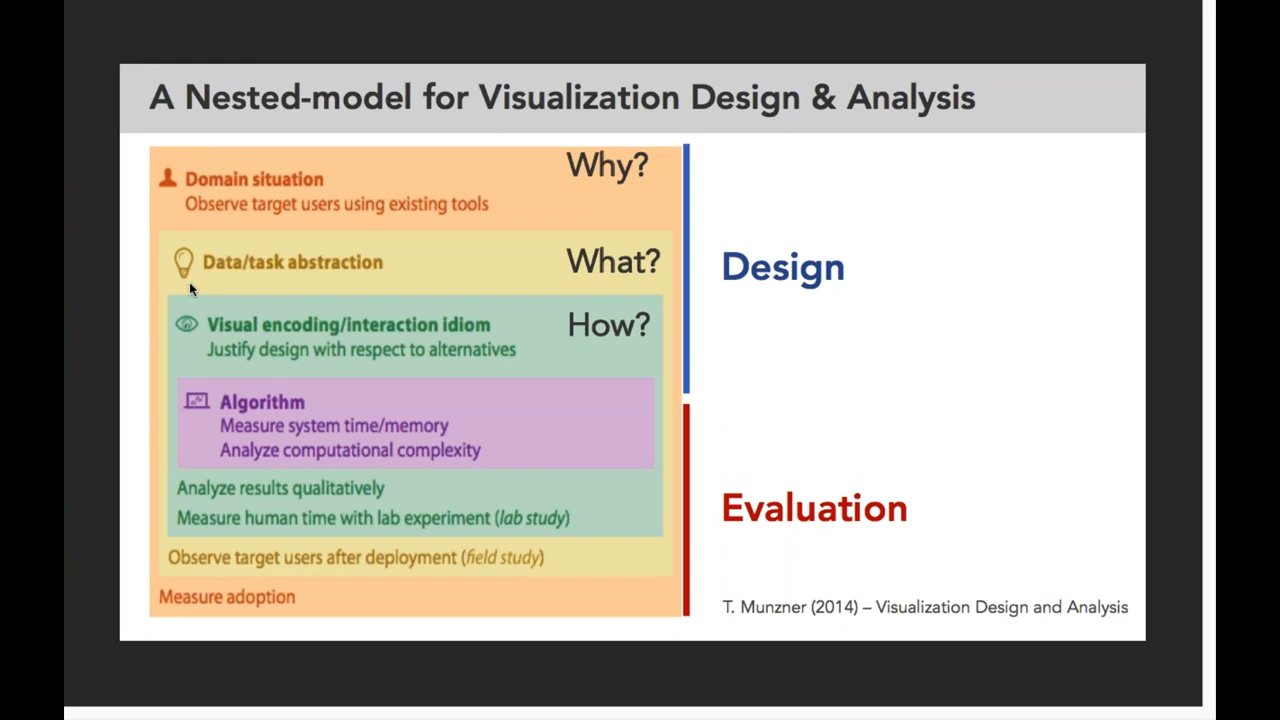 A Nested-model for Visualization Design & Analysis
Why?
Domain situation
Observe target users using existing tools
Data/task abstraction
What?
Visual encoding/interaction idiom
How?
Justify design with respect to alternatives
Algorithm
Measure system time/memory
Analyze computational complexity
Analyze results qualitatively
Measure human time with lab experiment (lab study)
Observe target users after deployment (field study)
Measure adoption
Design
Evaluation
T. Munzner (2014) – Visualization Design and Analysis